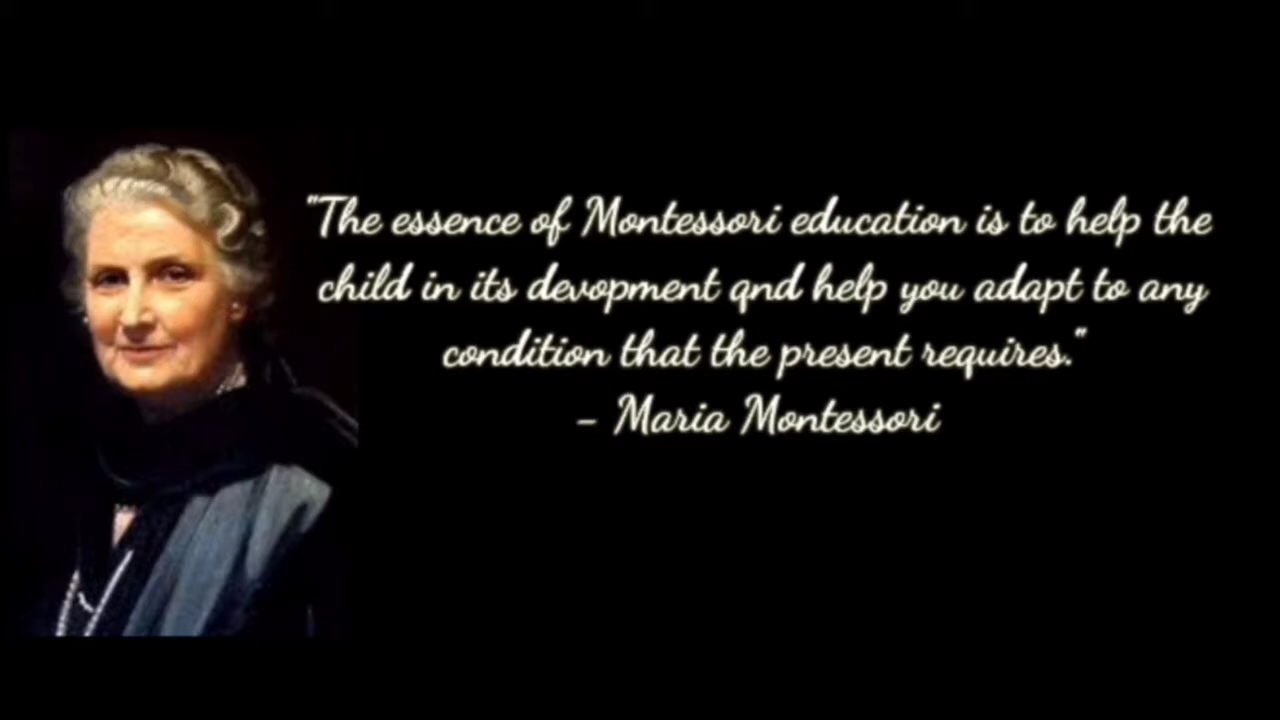 "The essence of Montessori education is to help the
child in its devopment qnd help you adapt to any
condition that the present requires."
- Maria Montessori